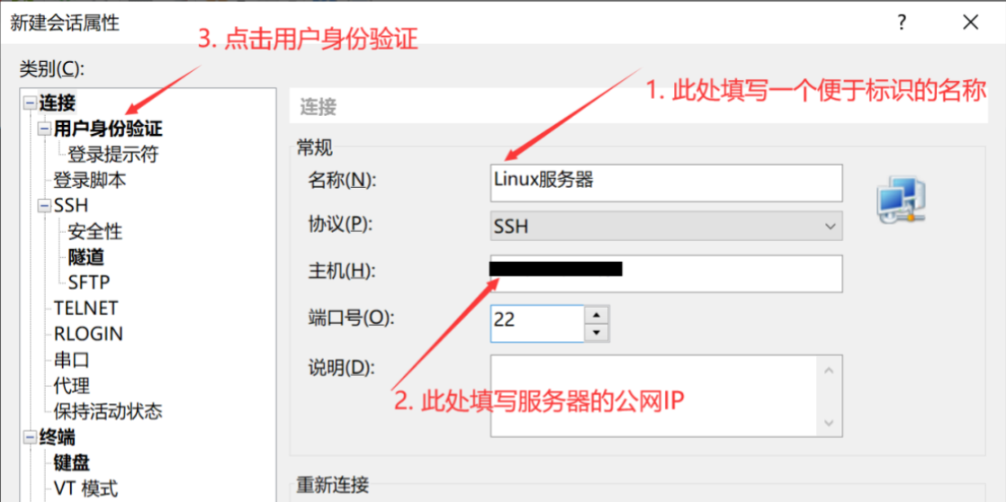 新建会话属性
?
3. 点击用户身份验证
类别(C):
连接
用户身份验证
登录提示符
登录脚本
SSH
安全性
隧道
SFTP
TELNET
RLOGIN
串口
代理
保持活动状态
终端
键盘
VT 模式
连接
1. 此处填写一个便于标识的名称
常规
名称(N):
Linux服务器
协议(P):
SSH
主机(H):
端口号(O):
22
说明(D):
2. 此处填写服务器的公网IP
重新连接